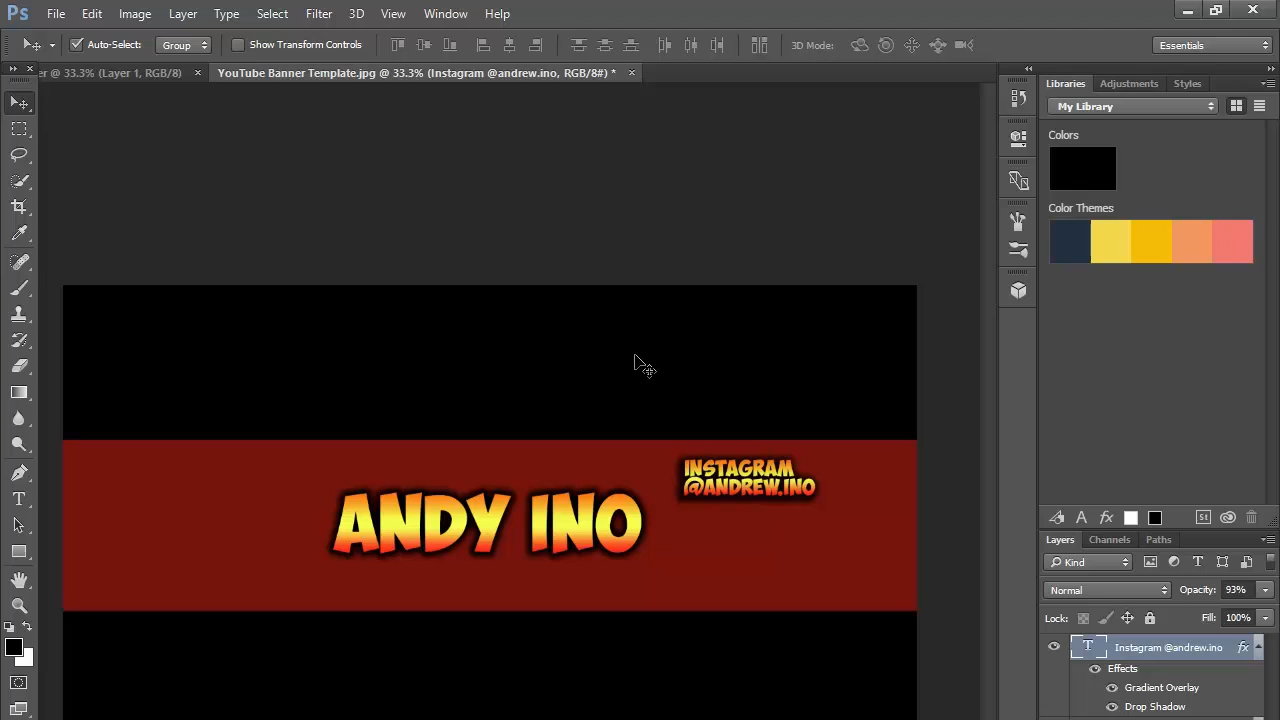 Ps File Edit Image Layer Type Select Filter 3D View Window Help
Auto-Select: Group Show Transform Controls 3D Mode: Essentials
er @ 33.3% (Layer 1, RGB/8) × YouTube Banner Template.jpg @ 33.3% (Instagram @andrew.ino, RGB/8#) * ×
Libraries Adjustments Styles
My Library
Colors
Color Themes
INSTAGRAM
@ANDREW.INO
ANDY INO
St
Layers Channels Paths
Kind
Normal Opacity: 93%
Lock: Fill: 100%
T Instagram @andrew.ino fx
Effects
Gradient Overlay
Drop Shadow